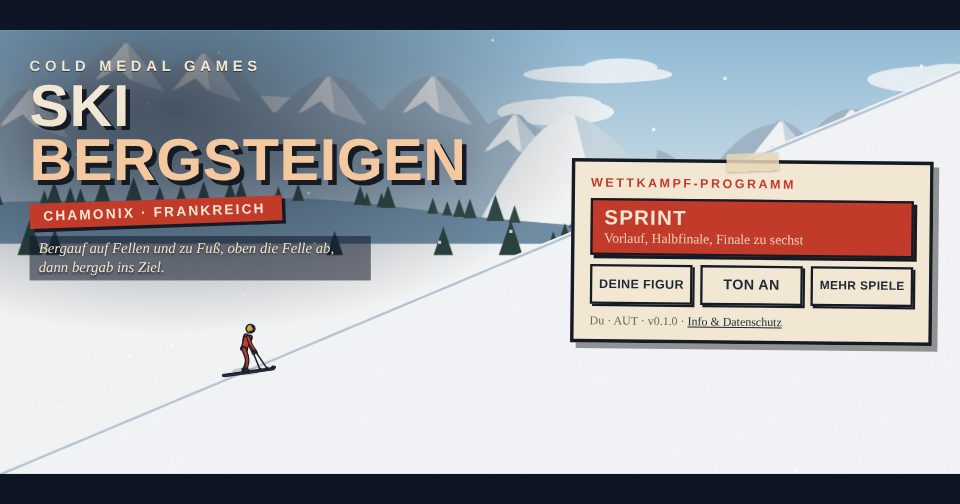 COLD MEDAL GAMES
SKI
BERGSTEIGEN
CHAMONIX · FRANKREICH
Bergauf auf Fellen und zu Fuß, oben die Felle ab,
dann bergab ins Ziel.
WETTKAMPF-PROGRAMM
SPRINT
Vorlauf, Halbfinale, Finale zu sechst
DEINE FIGUR
TON AN
MEHR SPIELE
Du · AUT · v0.1.0 · Info & Datenschutz